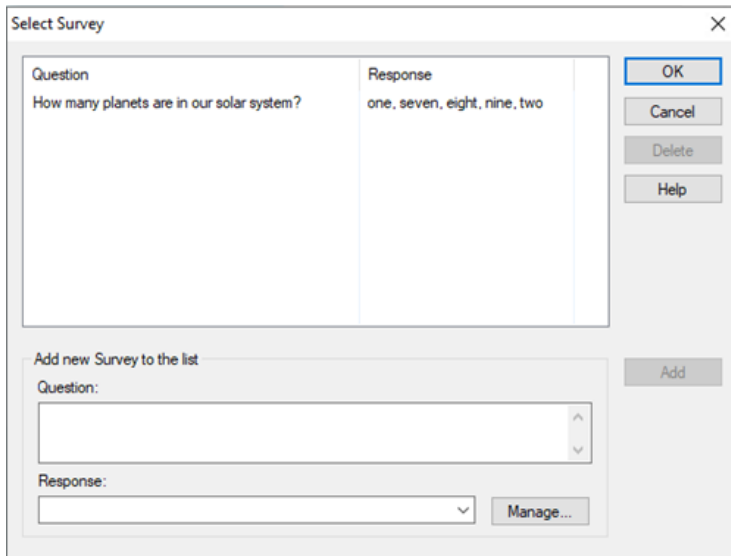 Select Survey
Question Response
How many planets are in our solar system? one, seven, eight, nine, two
OK
Cancel
Delete
Help
Add new Survey to the list
Question:
Add
Response:
Manage...